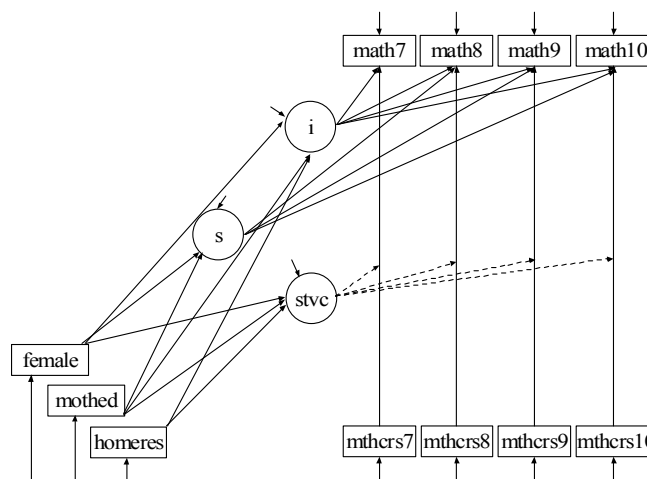 math7 math8 math9 math10
i
s
stvc
female
mothed
homeres
mthcrs7 mthcrs8 mthcrs9 mthcrs10